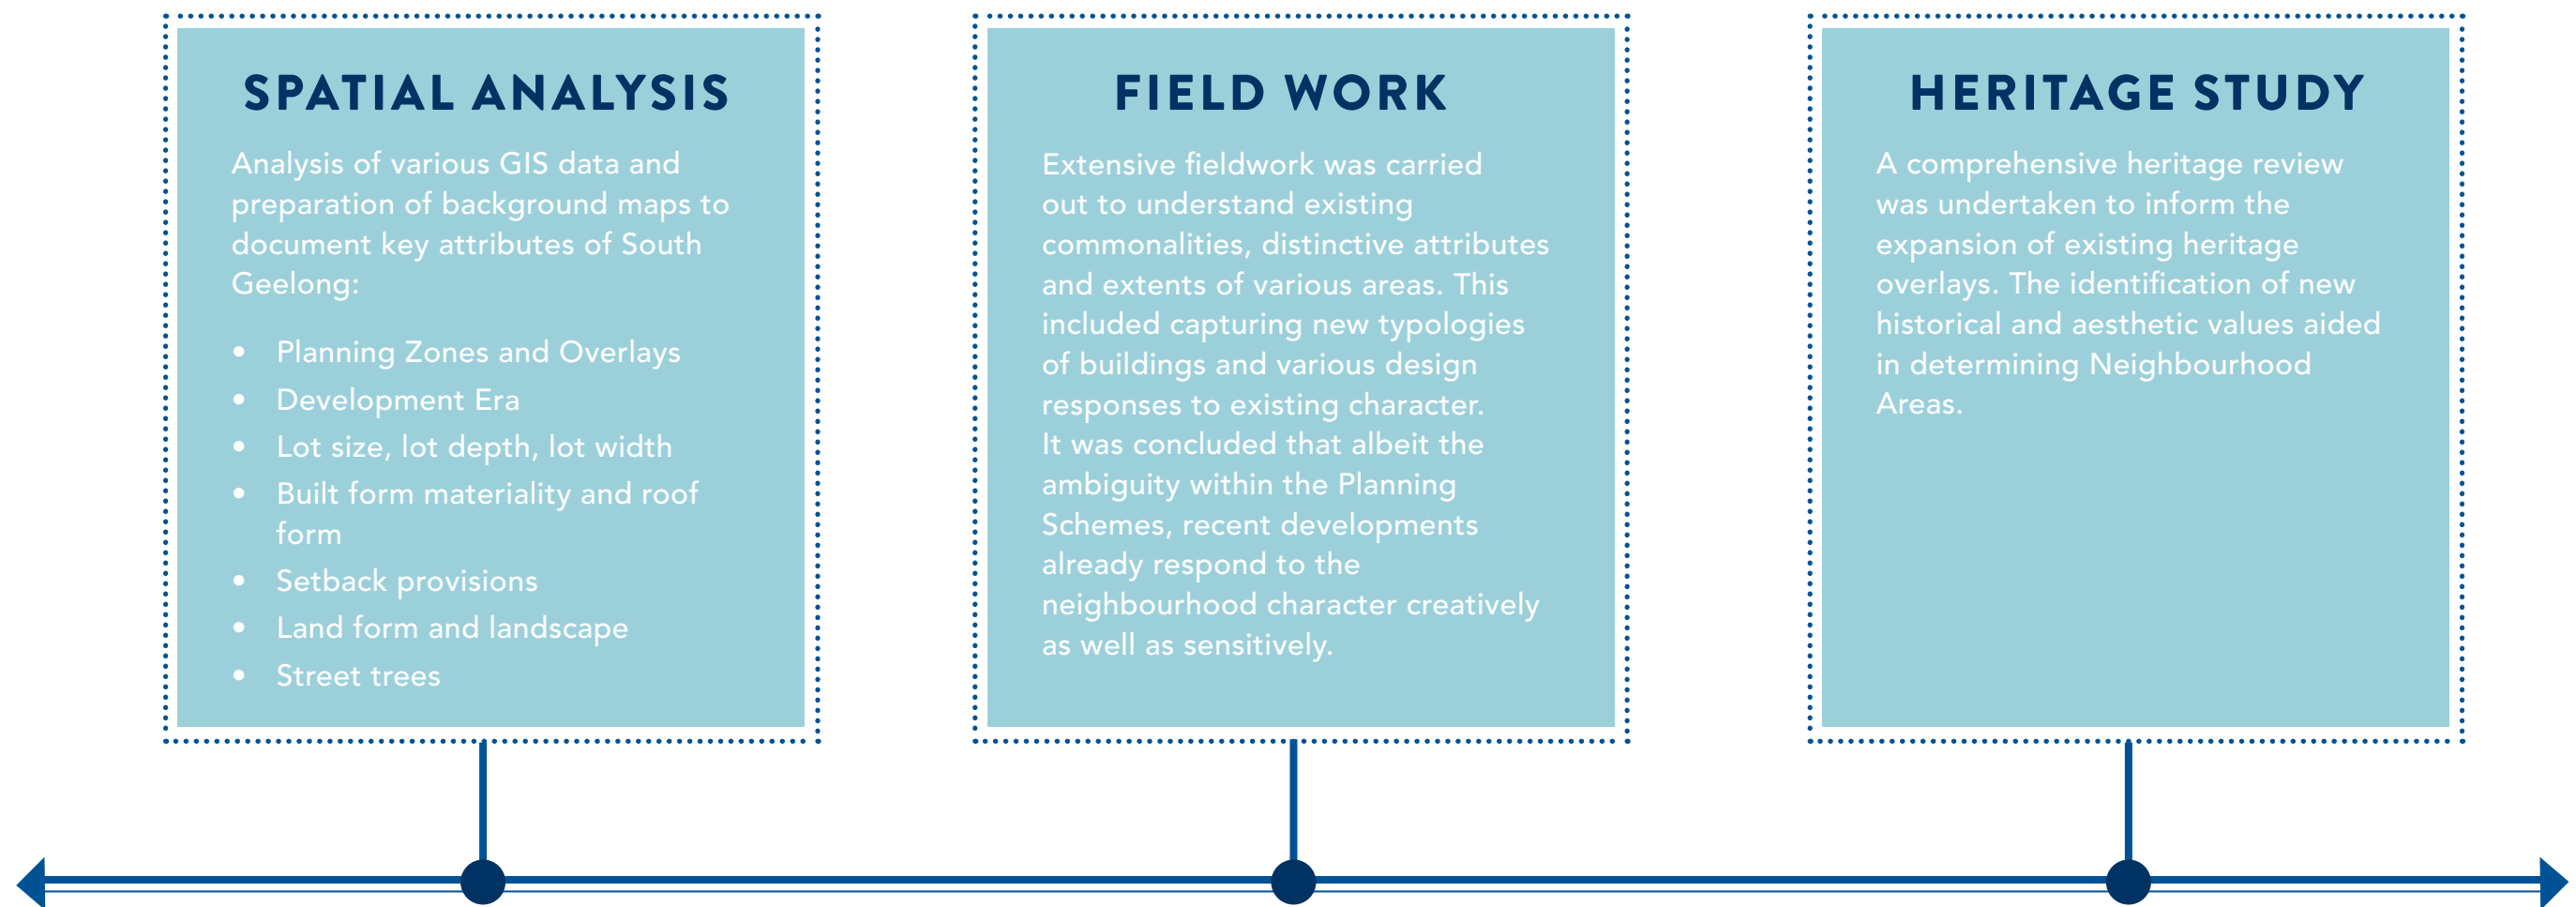 SPATIAL ANALYSIS
Analysis of various GIS data and
preparation of background maps to
document key attributes of South
Geelong:
• Planning Zones and Overlays
• Development Era
• Lot size, lot depth, lot width
• Built form materiality and roof
form
• Setback provisions
• Land form and landscape
• Street trees
FIELD WORK
Extensive fieldwork was carried
out to understand existing
commonalities, distinctive attributes
and extents of various areas. This
included capturing new typologies
of buildings and various design
responses to existing character.
It was concluded that albeit the
ambiguity within the Planning
Schemes, recent developments
already respond to the
neighbourhood character creatively
as well as sensitively.
HERITAGE STUDY
A comprehensive heritage review
was undertaken to inform the
expansion of existing heritage
overlays. The identification of new
historical and aesthetic values aided
in determining Neighbourhood
Areas.